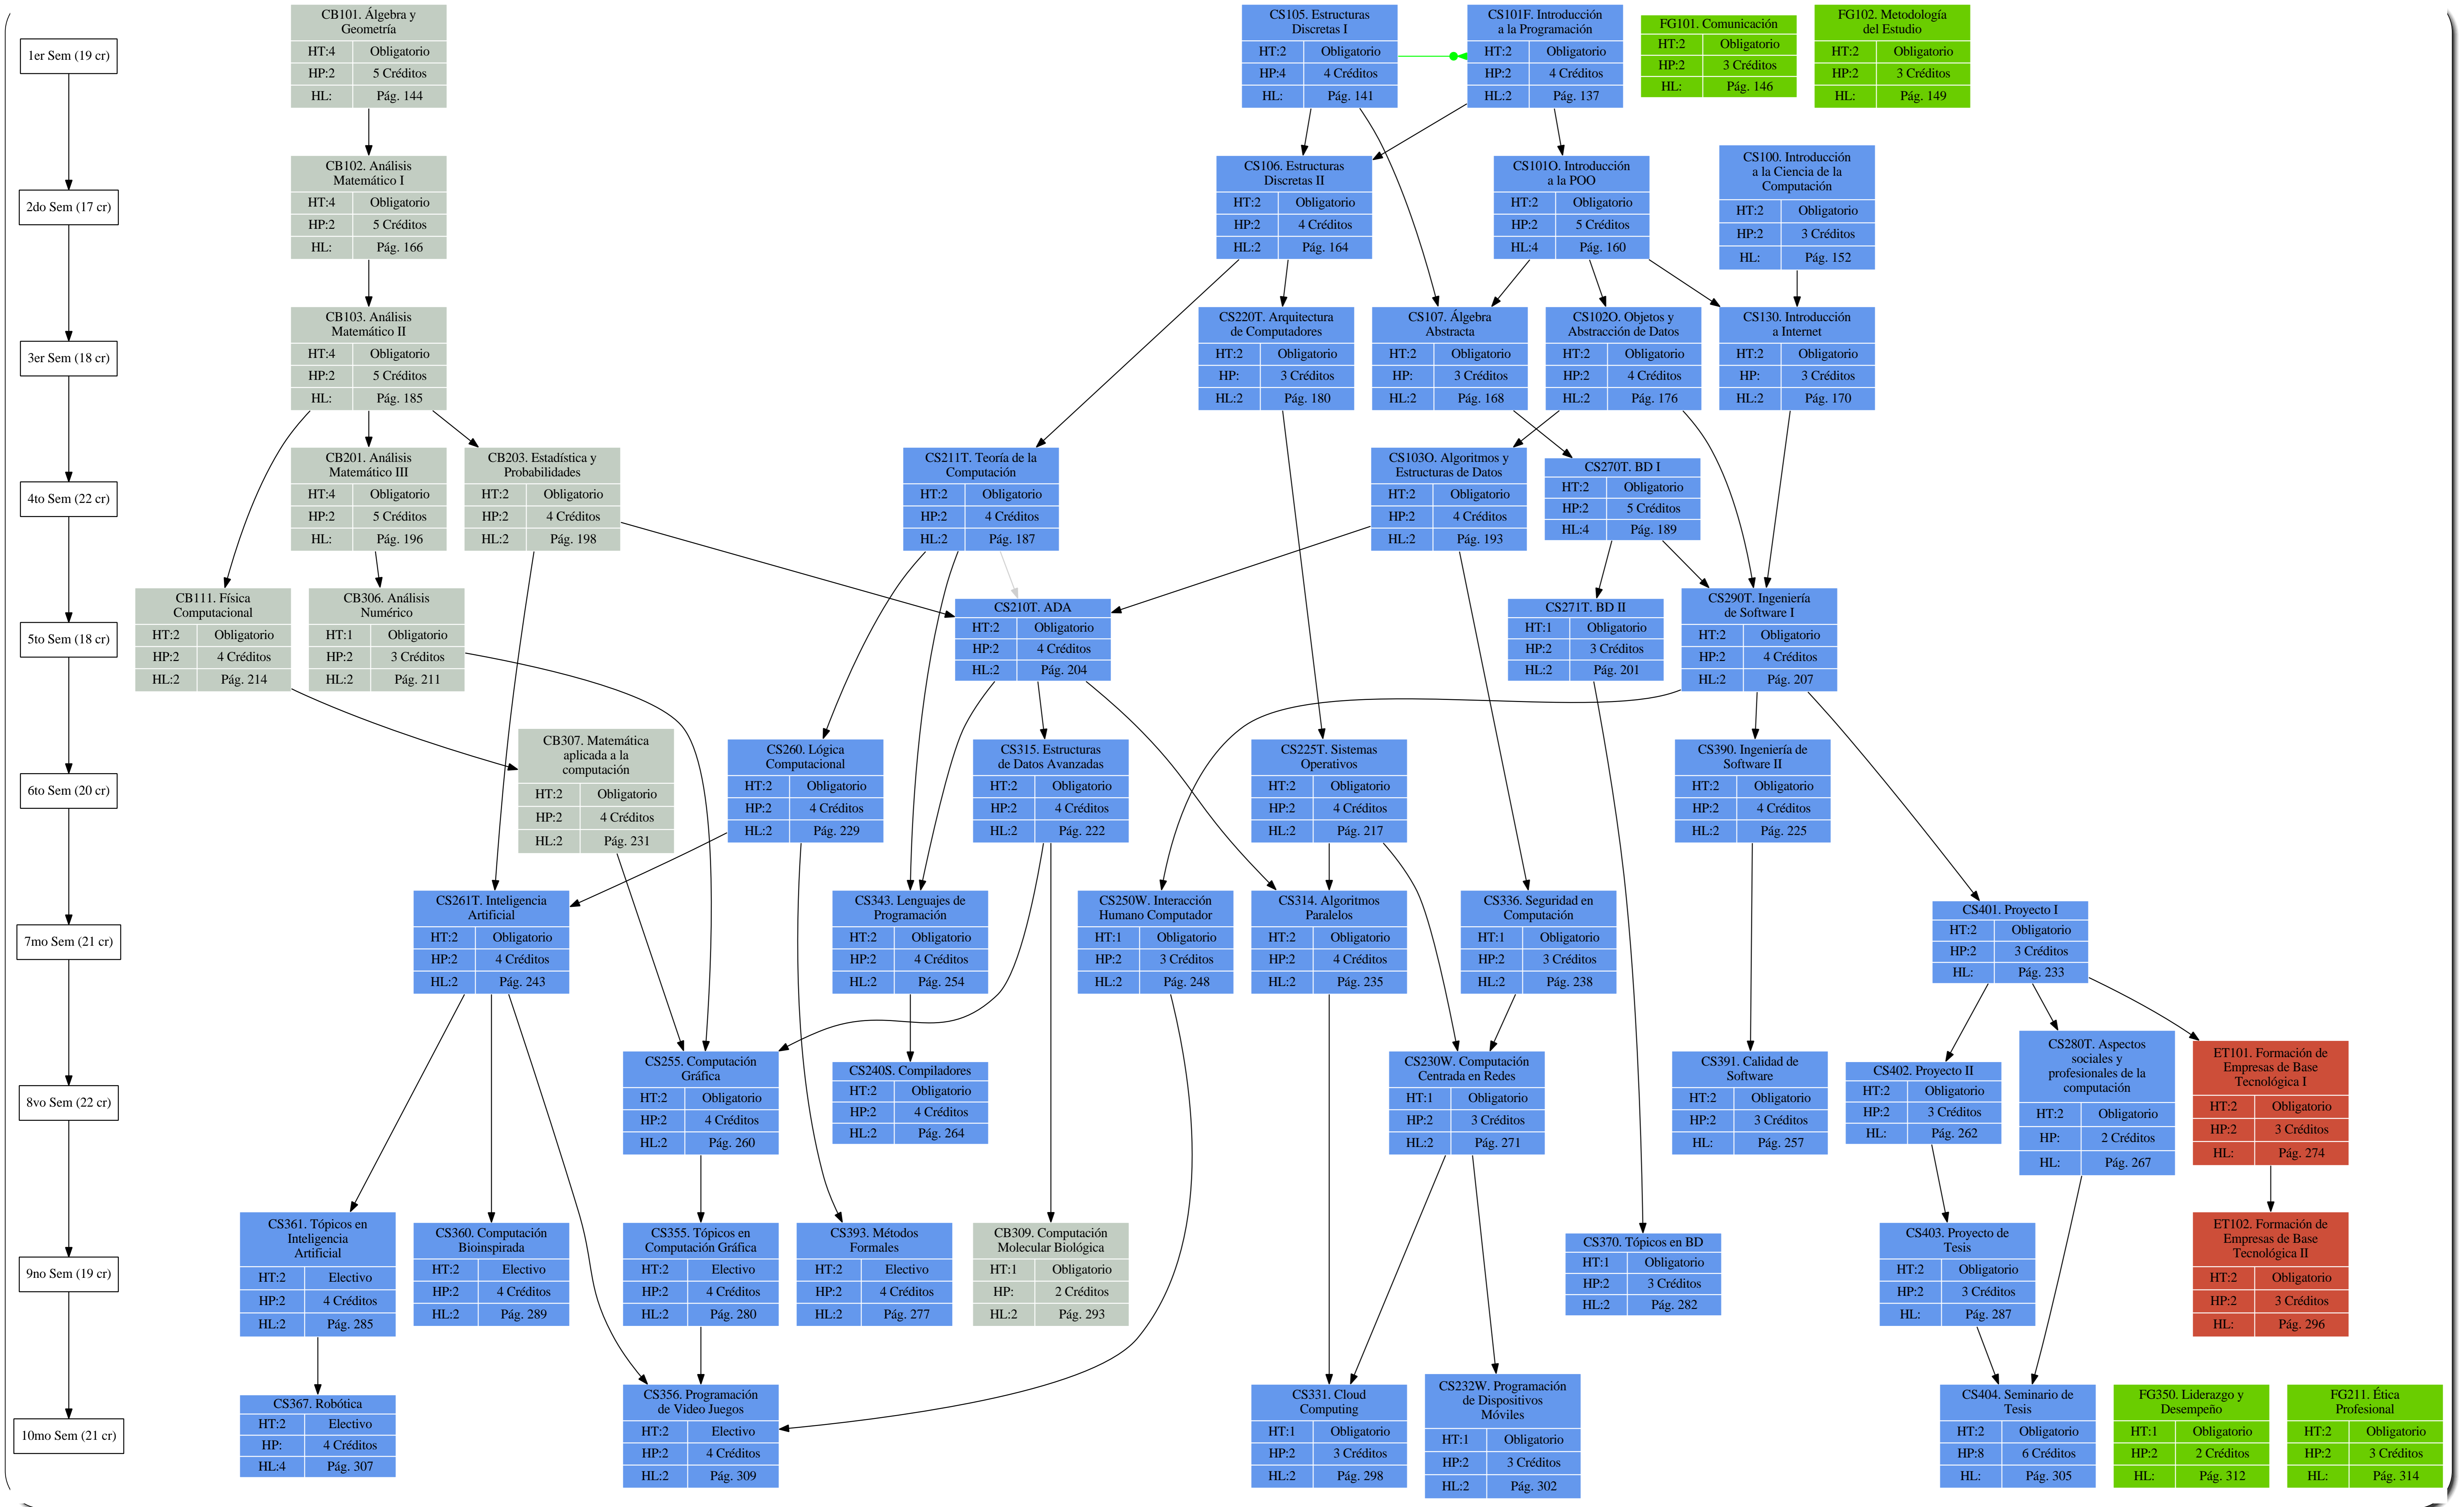 1er Sem (19 cr)
CB101. Álgebra y
Geometría
HT:4 Obligatorio
HP:2 5 Créditos
HL: Pág. 144
CS105. Estructuras
Discretas I
HT:2 Obligatorio
HP:4 4 Créditos
HL: Pág. 141
CS101F. Introducción
a la Programación
HT:2 Obligatorio
HP:2 4 Créditos
HL:2 Pág. 137
FG101. Comunicación
HT:2 Obligatorio
HP:2 3 Créditos
HL: Pág. 146
FG102. Metodología
del Estudio
HT:2 Obligatorio
HP:2 3 Créditos
HL: Pág. 149
2do Sem (17 cr)
CB102. Análisis
Matemático I
HT:4 Obligatorio
HP:2 5 Créditos
HL: Pág. 166
CS106. Estructuras
Discretas II
HT:2 Obligatorio
HP:2 4 Créditos
HL:2 Pág. 164
CS101O. Introducción
a la POO
HT:2 Obligatorio
HP:2 5 Créditos
HL:4 Pág. 160
CS100. Introducción
a la Ciencia de la
Computación
HT:2 Obligatorio
HP:2 3 Créditos
HL: Pág. 152
3er Sem (18 cr)
CB103. Análisis
Matemático II
HT:4 Obligatorio
HP:2 5 Créditos
HL: Pág. 185
CS220T. Arquitectura
de Computadores
HT:2 Obligatorio
HP: 3 Créditos
HL:2 Pág. 180
CS107. Álgebra
Abstracta
HT:2 Obligatorio
HP: 3 Créditos
HL:2 Pág. 168
CS102O. Objetos y
Abstracción de Datos
HT:2 Obligatorio
HP:2 4 Créditos
HL:2 Pág. 176
CS130. Introducción
a Internet
HT:2 Obligatorio
HP: 3 Créditos
HL:2 Pág. 170
4to Sem (22 cr)
CB201. Análisis
Matemático III
HT:4 Obligatorio
HP:2 5 Créditos
HL: Pág. 196
CB203. Estadística y
Probabilidades
HT:2 Obligatorio
HP:2 4 Créditos
HL:2 Pág. 198
CS211T. Teoría de la
Computación
HT:2 Obligatorio
HP:2 4 Créditos
HL:2 Pág. 187
CS103O. Algoritmos y
Estructuras de Datos
HT:2 Obligatorio
HP:2 4 Créditos
HL:2 Pág. 193
CS270T. BD I
HT:2 Obligatorio
HP:2 5 Créditos
HL:4 Pág. 189
5to Sem (18 cr)
CB111. Física
Computacional
HT:2 Obligatorio
HP:2 4 Créditos
HL:2 Pág. 214
CB306. Análisis
Numérico
HT:1 Obligatorio
HP:2 3 Créditos
HL:2 Pág. 211
CS210T. ADA
HT:2 Obligatorio
HP:2 4 Créditos
HL:2 Pág. 204
CS271T. BD II
HT:1 Obligatorio
HP:2 3 Créditos
HL:2 Pág. 201
CS290T. Ingeniería
de Software I
HT:2 Obligatorio
HP:2 4 Créditos
HL:2 Pág. 207
6to Sem (20 cr)
CB307. Matemática
aplicada a la
computación
HT:2 Obligatorio
HP:2 4 Créditos
HL:2 Pág. 231
CS260. Lógica
Computacional
HT:2 Obligatorio
HP:2 4 Créditos
HL:2 Pág. 229
CS315. Estructuras
de Datos Avanzadas
HT:2 Obligatorio
HP:2 4 Créditos
HL:2 Pág. 222
CS225T. Sistemas
Operativos
HT:2 Obligatorio
HP:2 4 Créditos
HL:2 Pág. 217
CS390. Ingeniería de
Software II
HT:2 Obligatorio
HP:2 4 Créditos
HL:2 Pág. 225
7mo Sem (21 cr)
CS261T. Inteligencia
Artificial
HT:2 Obligatorio
HP:2 4 Créditos
HL:2 Pág. 243
CS343. Lenguajes de
Programación
HT:2 Obligatorio
HP:2 4 Créditos
HL:2 Pág. 254
CS250W. Interacción
Humano Computador
HT:1 Obligatorio
HP:2 3 Créditos
HL:2 Pág. 248
CS314. Algoritmos
Paralelos
HT:2 Obligatorio
HP:2 4 Créditos
HL:2 Pág. 235
CS336. Seguridad en
Computación
HT:1 Obligatorio
HP:2 3 Créditos
HL:2 Pág. 238
CS401. Proyecto I
HT:2 Obligatorio
HP:2 3 Créditos
HL: Pág. 233
8vo Sem (22 cr)
CS255. Computación
Gráfica
HT:2 Obligatorio
HP:2 4 Créditos
HL:2 Pág. 260
CS240S. Compiladores
HT:2 Obligatorio
HP:2 4 Créditos
HL:2 Pág. 264
CS230W. Computación
Centrada en Redes
HT:1 Obligatorio
HP:2 3 Créditos
HL:2 Pág. 271
CS391. Calidad de
Software
HT:2 Obligatorio
HP:2 3 Créditos
HL: Pág. 257
CS402. Proyecto II
HT:2 Obligatorio
HP:2 3 Créditos
HL: Pág. 262
CS280T. Aspectos
sociales y
profesionales de la
computación
HT:2 Obligatorio
HP: 2 Créditos
HL: Pág. 267
ET101. Formación de
Empresas de Base
Tecnológica I
HT:2 Obligatorio
HP:2 3 Créditos
HL: Pág. 274
9no Sem (19 cr)
CS361. Tópicos en
Inteligencia
Artificial
HT:2 Electivo
HP:2 4 Créditos
HL:2 Pág. 285
CS360. Computación
Bioinspirada
HT:2 Electivo
HP:2 4 Créditos
HL:2 Pág. 289
CS355. Tópicos en
Computación Gráfica
HT:2 Electivo
HP:2 4 Créditos
HL:2 Pág. 280
CS393. Métodos
Formales
HT:2 Electivo
HP:2 4 Créditos
HL:2 Pág. 277
CB309. Computación
Molecular Biológica
HT:1 Obligatorio
HP: 2 Créditos
HL:2 Pág. 293
CS370. Tópicos en BD
HT:1 Obligatorio
HP:2 3 Créditos
HL:2 Pág. 282
CS403. Proyecto de
Tesis
HT:2 Obligatorio
HP:2 3 Créditos
HL: Pág. 287
ET102. Formación de
Empresas de Base
Tecnológica II
HT:2 Obligatorio
HP:2 3 Créditos
HL: Pág. 296
10mo Sem (21 cr)
CS367. Robótica
HT:2 Electivo
HP: 4 Créditos
HL:4 Pág. 307
CS356. Programación
de Video Juegos
HT:2 Electivo
HP:2 4 Créditos
HL:2 Pág. 309
CS331. Cloud
Computing
HT:1 Obligatorio
HP:2 3 Créditos
HL:2 Pág. 298
CS232W. Programación
de Dispositivos
Móviles
HT:1 Obligatorio
HP:2 3 Créditos
HL:2 Pág. 302
CS404. Seminario de
Tesis
HT:2 Obligatorio
HP:8 6 Créditos
HL: Pág. 305
FG350. Liderazgo y
Desempeño
HT:1 Obligatorio
HP:2 2 Créditos
HL: Pág. 312
FG211. Ética
Profesional
HT:2 Obligatorio
HP:2 3 Créditos
HL: Pág. 314